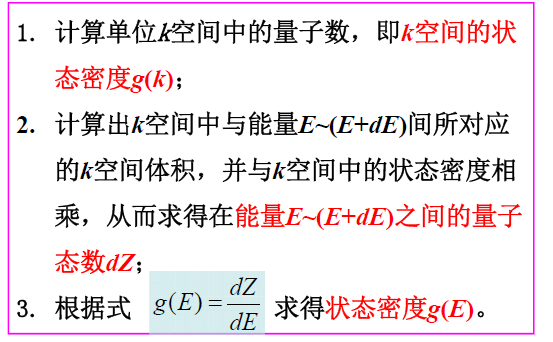 1. 计算单位k空间中的量子数，即k空间的状
态密度g(k)；
2. 计算出k空间中与能量E~(E+dE)间所对应
的k空间体积，并与k空间中的状态密度相
乘，从而求得在能量E~(E+dE)之间的量子
态数dZ；
3. 根据式 g(E)=dZ/dE 求得状态密度g(E)。